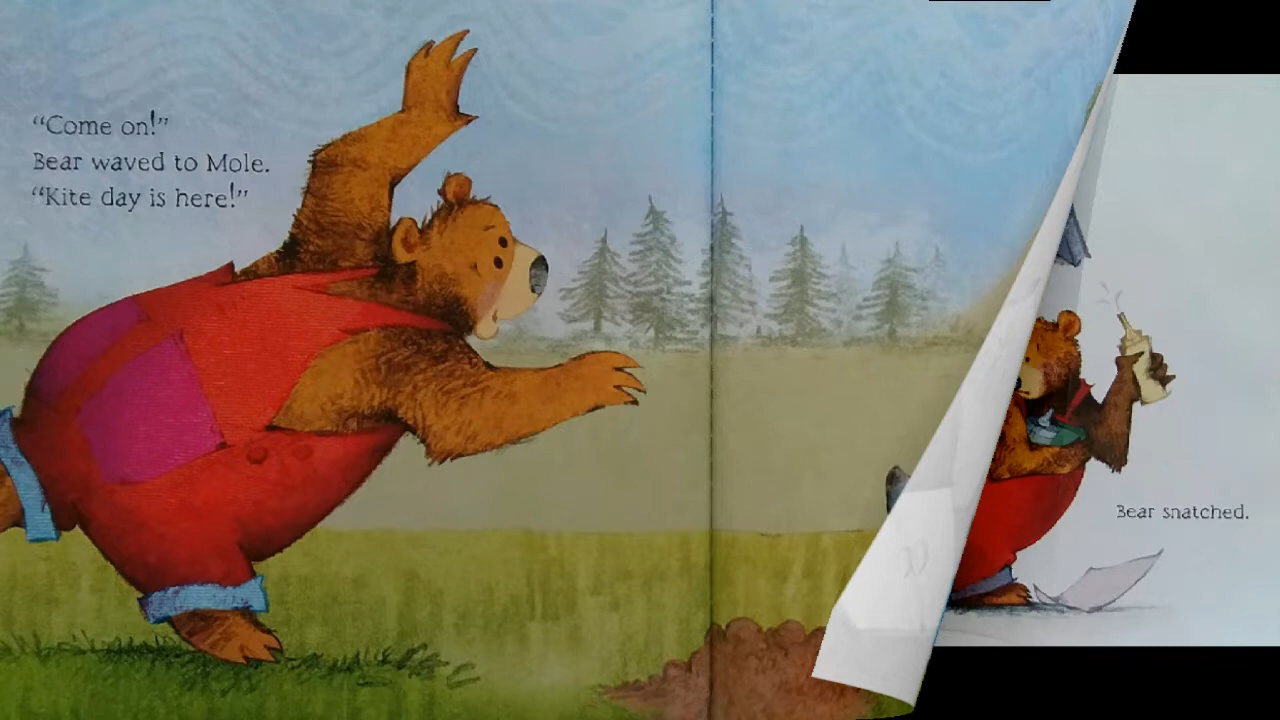 “Come on!”
Bear waved to Mole.
“Kite day is here!”
Bear snatched.